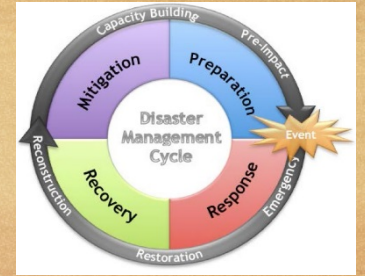 Capacity Building
Pre-Impact
Mitigation
Preparation
Disaster
Management
Cycle
Event
Recovery
Response
Reconstruction
Emergency
Restoration